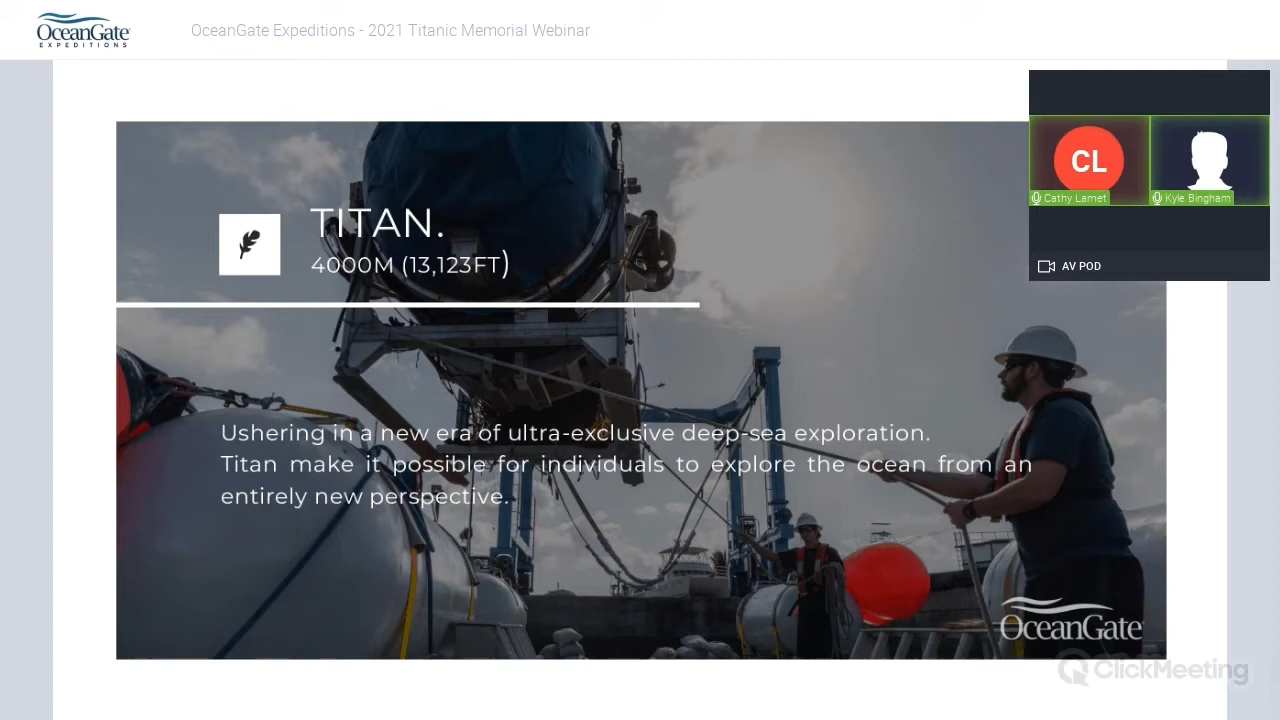 OceanGate
EXPEDITIONS
OceanGate Expeditions - 2021 Titanic Memorial Webinar
CL
Cathy Lamet
Kyle Bingham
AV POD
TITAN.
4000M (13,123FT)
Ushering in a new era of ultra-exclusive deep-sea exploration.
Titan make it possible for individuals to explore the ocean from an
entirely new perspective.
OceanGate
ClickMeeting